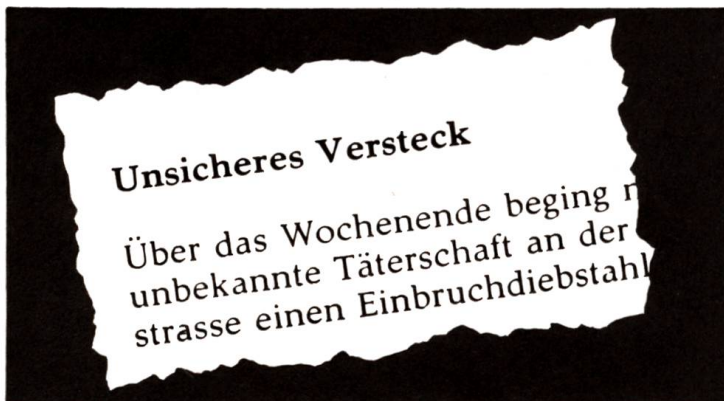 Unsicheres Versteck
Über das Wochenende beging
unbekannte Täterschaft an der
strasse einen Einbruchdiebstahl